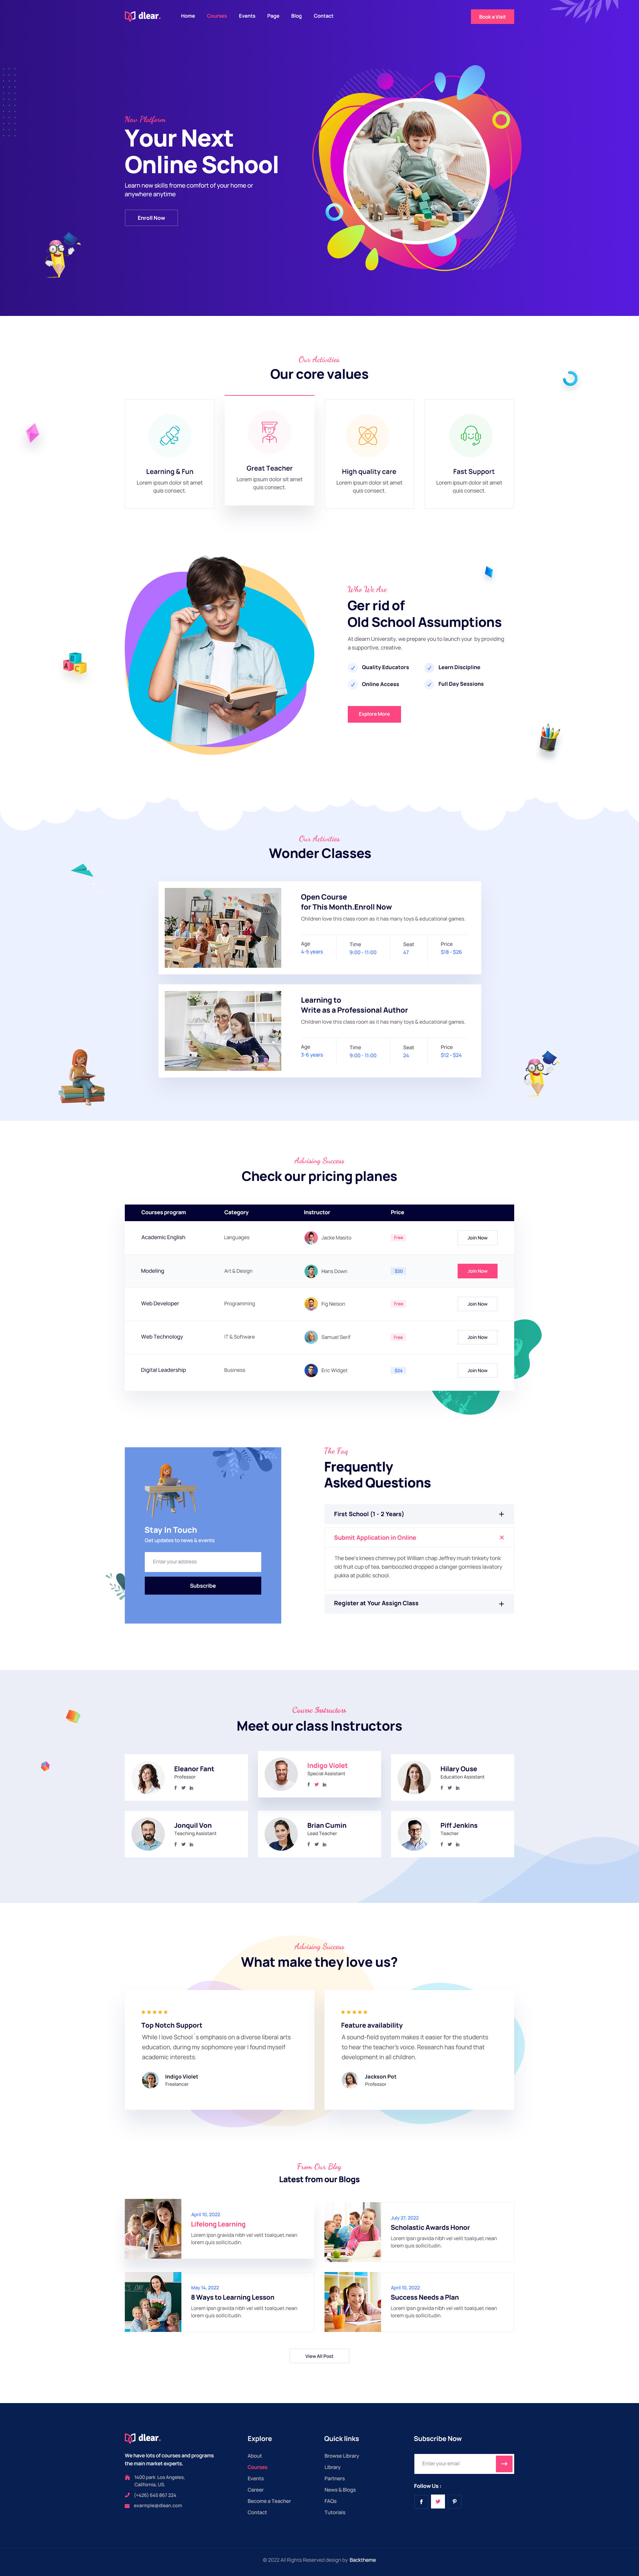 dlear.
Home
Courses
Events
Page
Blog
Contact
Book a Visit
New Platform
Your Next
Online School
Learn new skills frome comfort of your home or
anywhere anytime
Enroll Now
Our Activities
Our core values
Learning & Fun
Lorem ipsum dolor sit amet
quis consect.
Great Teacher
Lorem ipsum dolor sit amet
quis consect.
High quality care
Lorem ipsum dolor sit amet
quis consect.
Fast Support
Lorem ipsum dolor sit amet
quis consect.
Who We Are
Ger rid of
Old School Assumptions
At dlearn University, we prepare you to launch your by providing
a supportive, creative.
Quality Educators
Learn Discipline
Online Access
Full Day Sessions
Explore More
Our Activities
Wonder Classes
Open Course
for This Month.Enroll Now
Children love this class room as it has many toys & educational games.
Age
4-5 years
Time
9:00 - 11:00
Seat
47
Price
$18 - $26
Learning to
Write as a Professional Author
Children love this class room as it has many toys & educational games.
Age
3-6 years
Time
9:00 - 11:00
Seat
24
Price
$12 - $24
Advising Success
Check our pricing planes
Courses program
Category
Instructor
Price
Academic English
Languages
Jacke Masito
Free
Join Now
Modeling
Art & Design
Hans Down
$30
Join Now
Web Developer
Programming
Fig Nelson
Free
Join Now
Web Technology
IT & Software
Samuel Serif
Free
Join Now
Digital Leadership
Business
Eric Widget
$24
Join Now
Stay In Touch
Get updates to news & events
Enter your address
Subscribe
The Faq
Frequently
Asked Questions
First School (1 - 2 Years)
Submit Application in Online
The bee's knees chimney pot William chap Jeffrey mush tinkety tonk
old fruit cup of tea, bamboozled dropped a clanger gormless lavatory
pukka at public school.
Register at Your Assign Class
Course Instructors
Meet our class Instructors
Eleanor Fant
Professor
Indigo Violet
Special Assistant
Hilary Ouse
Education Assistant
Jonquil Von
Teaching Assistant
Brian Cumin
Lead Teacher
Piff Jenkins
Teacher
Advising Success
What make they love us?
Top Notch Support
While I love School`s emphasis on a diverse liberal arts
education, during my sophomore year I found myself
academic interests.
Indigo Violet
Freelancer
Feature availability
A sound-field system makes it easier for the students
to hear the teacher's voice. Research has found that
development in all children.
Jackson Pot
Professor
From Our Blog
Latest from our Blogs
April 10, 2022
Lifelong Learning
Lorem ipsn gravida nibh vel velit toalquet nean
lorem quis sollicitudin.
July 27, 2022
Scholastic Awards Honor
Lorem ipsn gravida nibh vel velit toalquet nean
lorem quis sollicitudin.
May 14, 2022
8 Ways to Learning Lesson
Lorem ipsn gravida nibh vel velit toalquet nean
lorem quis sollicitudin.
April 10, 2022
Success Needs a Plan
Lorem ipsn gravida nibh vel velit toalquet nean
lorem quis sollicitudin.
View All Post
dlear.
We have lots of courses and programs
the main market experts.
1400 park Los Angeles,
California, US.
(+426) 645 867 224
example@dlean.com
Explore
About
Courses
Events
Career
Become a Teacher
Contact
Quick links
Browse Library
Library
Partners
News & Blogs
FAQs
Tutorials
Subscribe Now
Enter your email
Follow Us :
© 2022 All Rights Reserved design by Backtheme